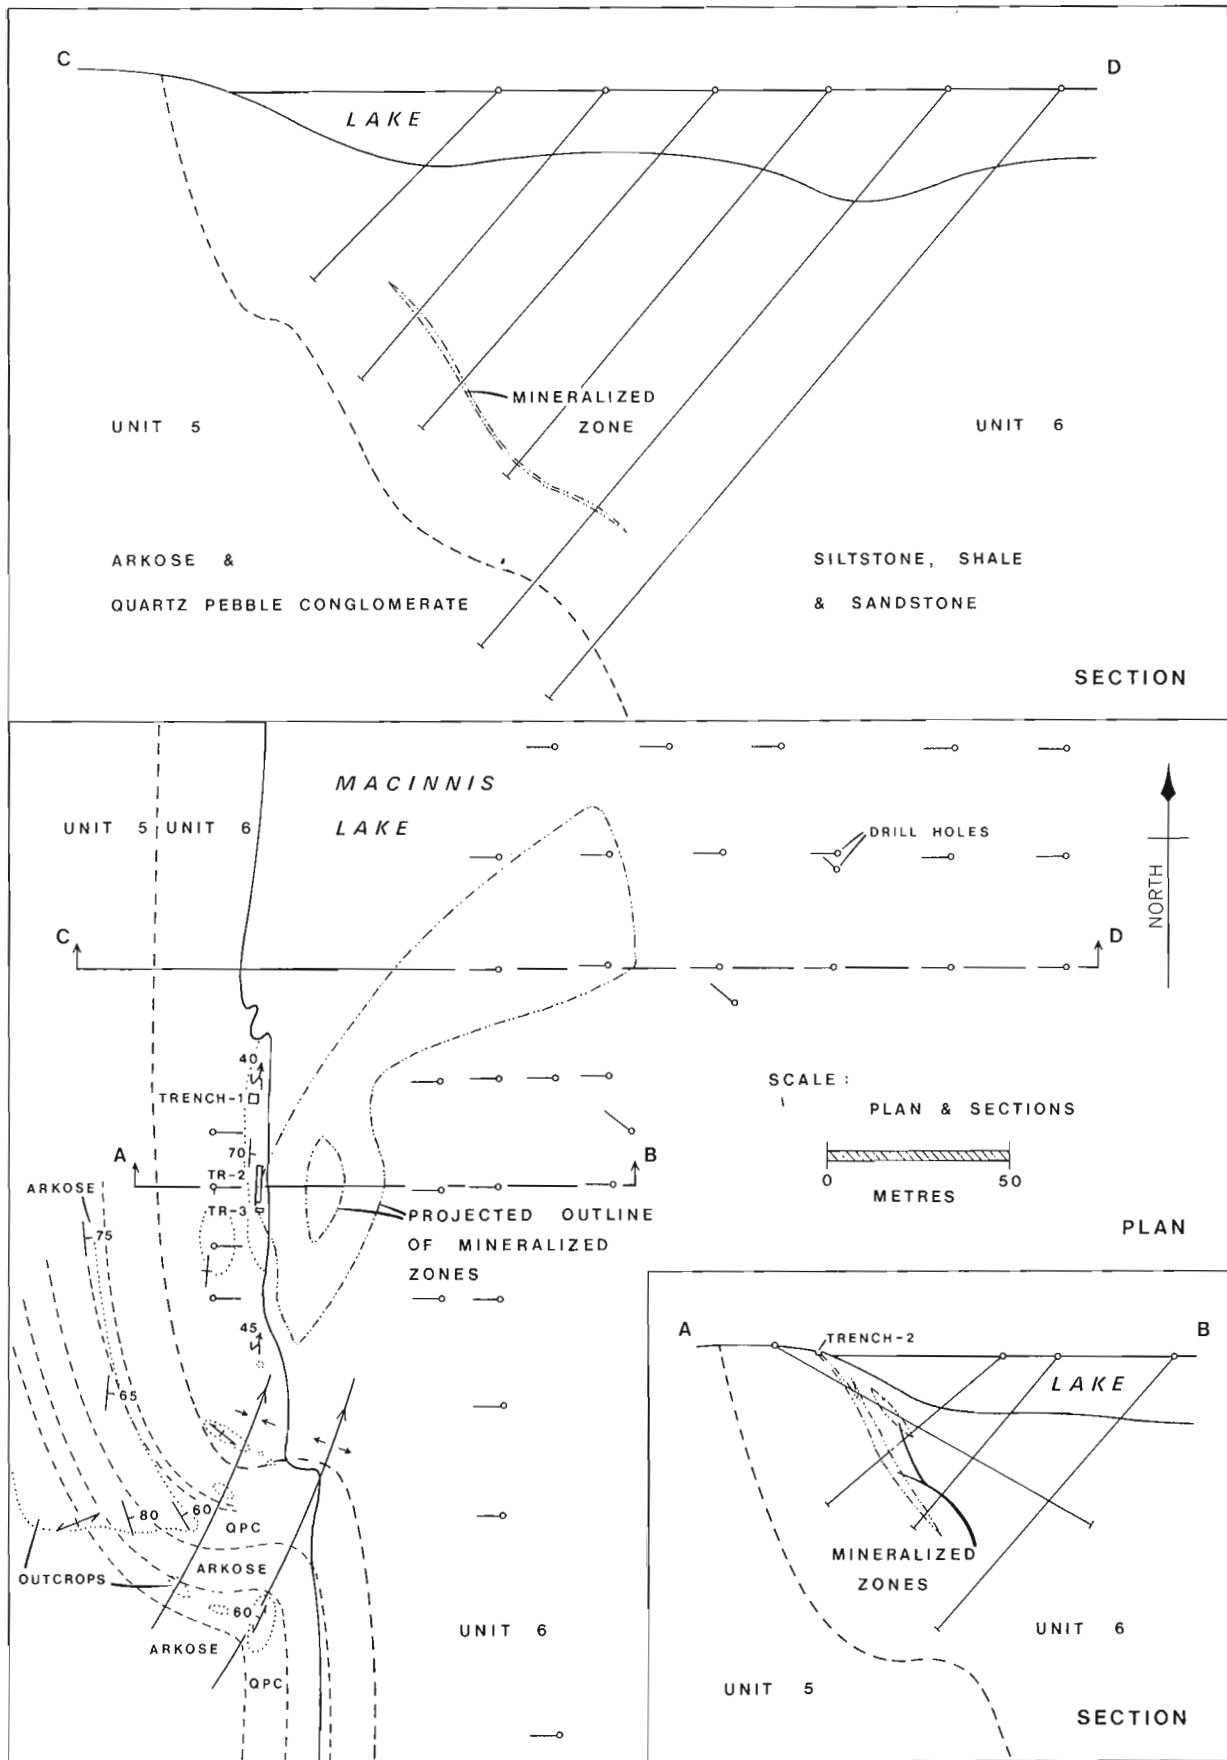 C
D
LAKE
MINERALIZED
ZONE
UNIT 5
UNIT 6
ARKOSE &
QUARTZ PEBBLE CONGLOMERATE
SILTSTONE, SHALE
& SANDSTONE
SECTION
MACINNIS
LAKE
UNIT 5
UNIT 6
DRILL HOLES
NORTH
C
D
40
TRENCH-1
SCALE:
PLAN & SECTIONS
0
50
METRES
70
A
B
TR-2
ARKOSE
TR-3
75
PROJECTED OUTLINE
OF MINERALIZED
ZONES
PLAN
45
65
80
60
QPC
ARKOSE
OUTCROPS
60
ARKOSE
QPC
UNIT 6
A
B
TRENCH-2
LAKE
MINERALIZED
ZONES
UNIT 6
UNIT 5
SECTION